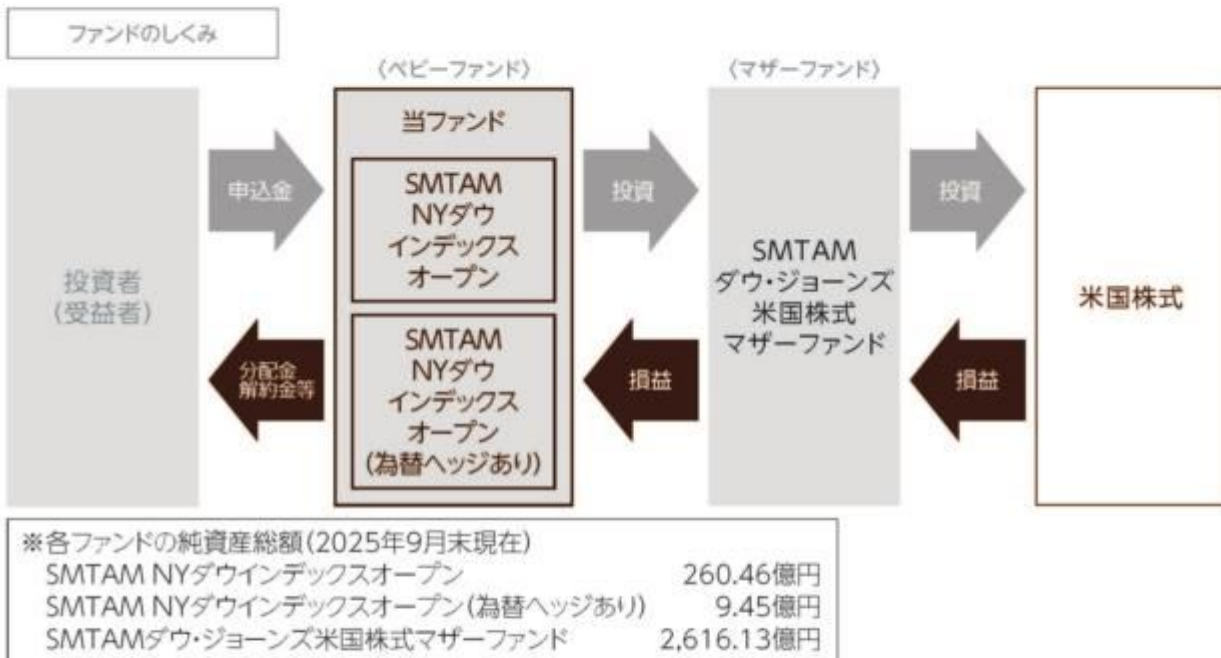 ファンドのしくみ
〈ベビーファンド〉
〈マザーファンド〉
投資者
(受益者)
申込金
分配金
解約金等
当ファンド
SMTAM
NYダウ
インデックス
オープン
SMTAM
NYダウ
インデックス
オープン
(為替ヘッジあり)
投資
損益
SMTAM
ダウ・ジョーンズ
米国株式
マザーファンド
投資
損益
米国株式
※各ファンドの純資産総額(2025年9月末現在)
SMTAM NYダウインデックスオープン 260.46億円
SMTAM NYダウインデックスオープン(為替ヘッジあり) 9.45億円
SMTAMダウ・ジョーンズ米国株式マザーファンド 2,616.13億円